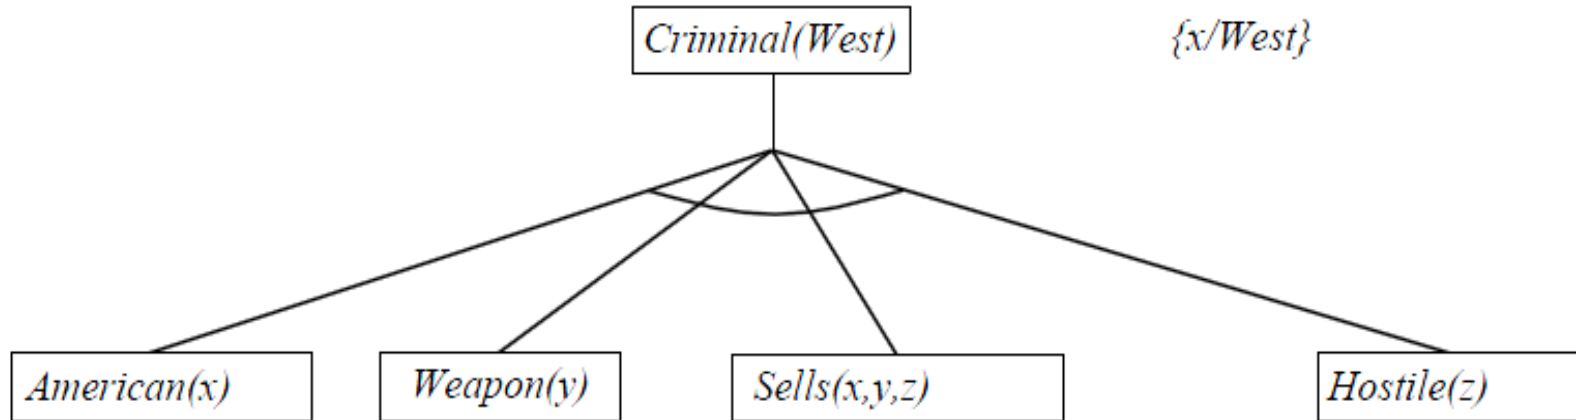 Criminal(West)
{x/West}
American(x)
Weapon(y)
Sells(x,y,z)
Hostile(z)